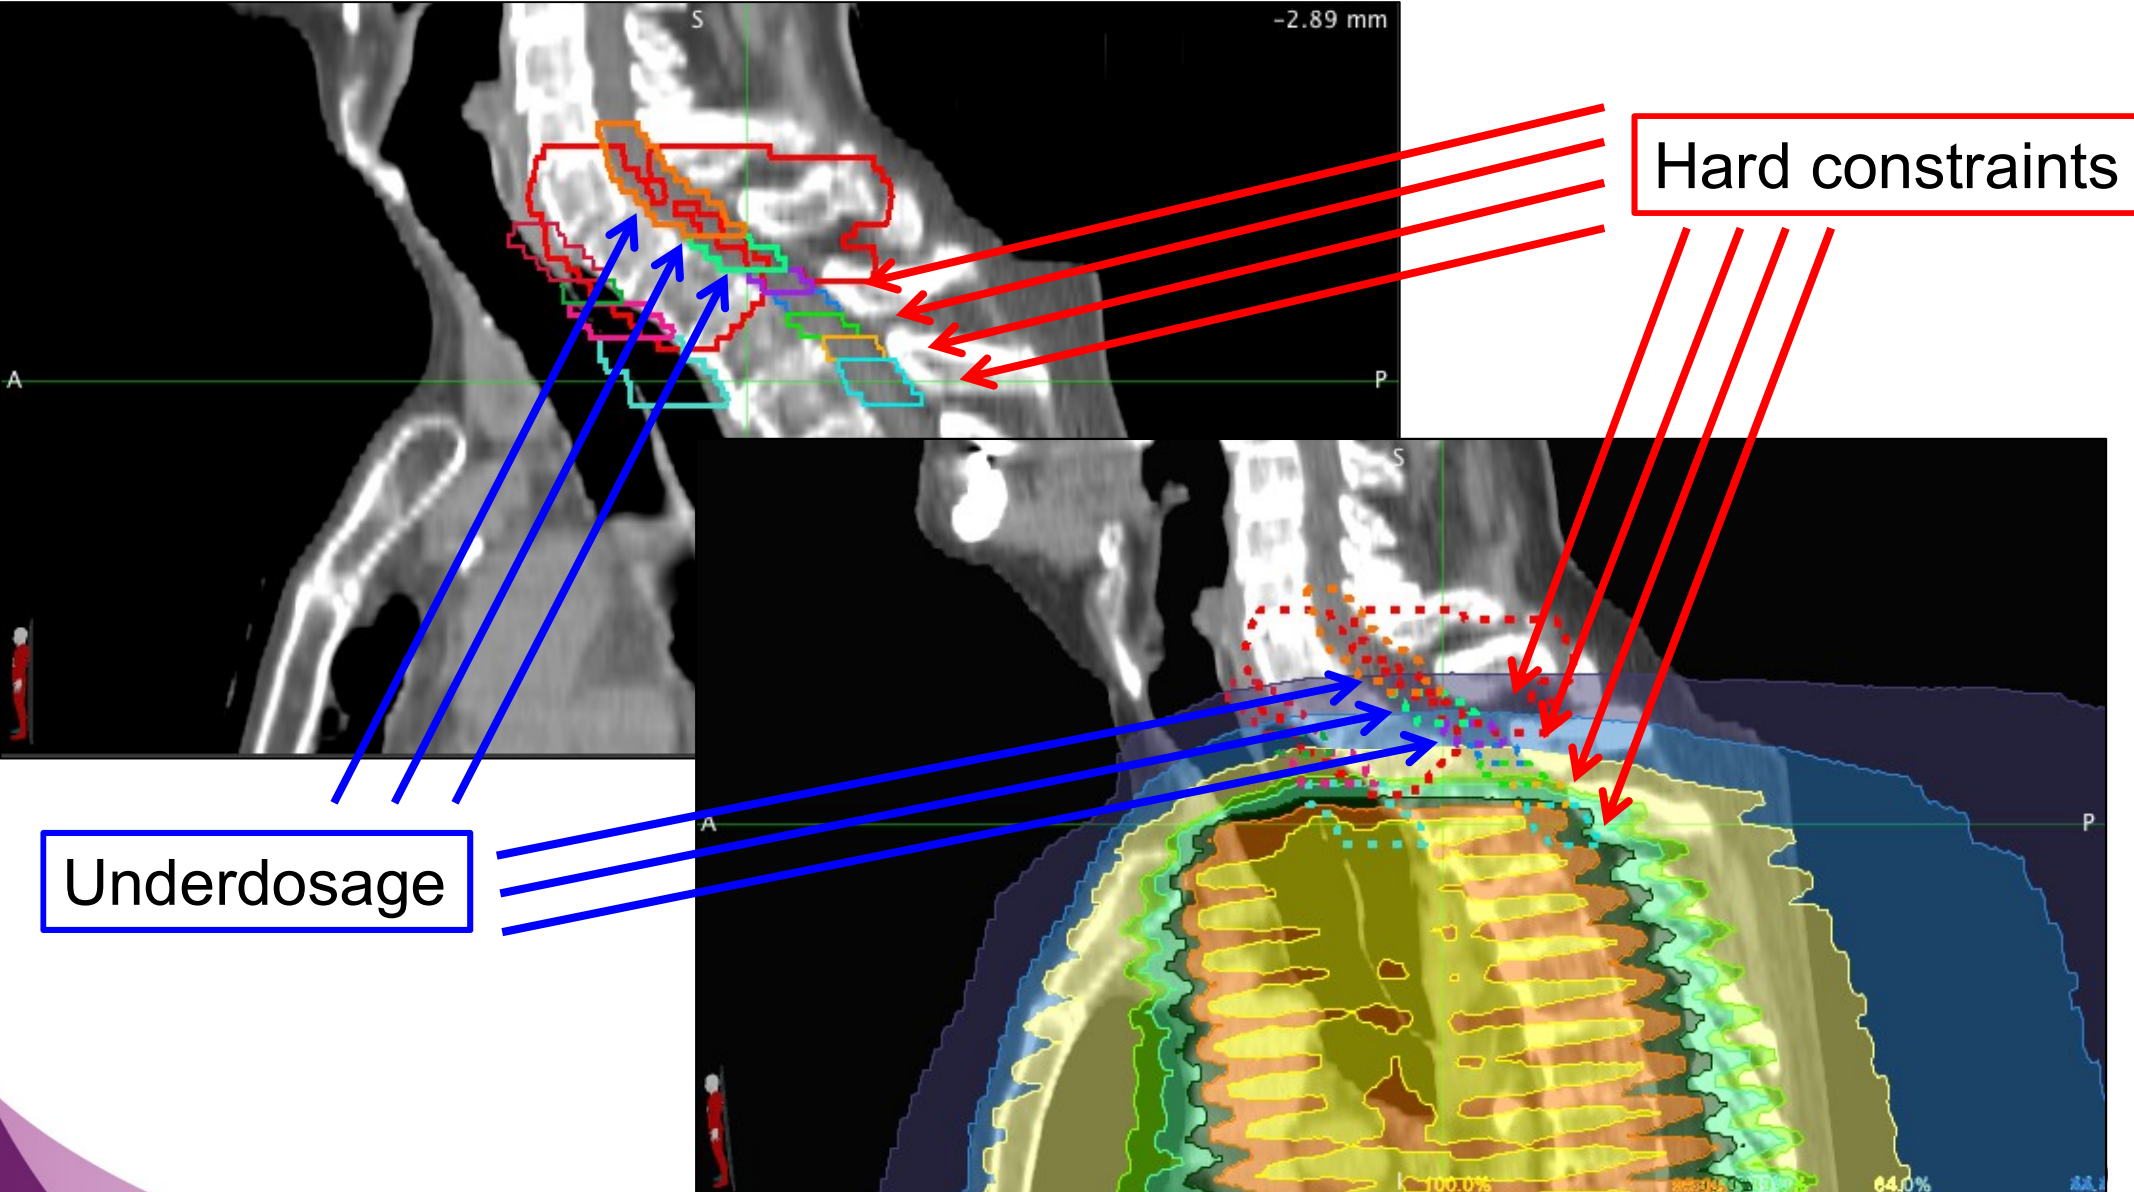 S
-2.89 mm
Hard constraints
A
P
S
Underdosage
A
P
100.0%
64.0%